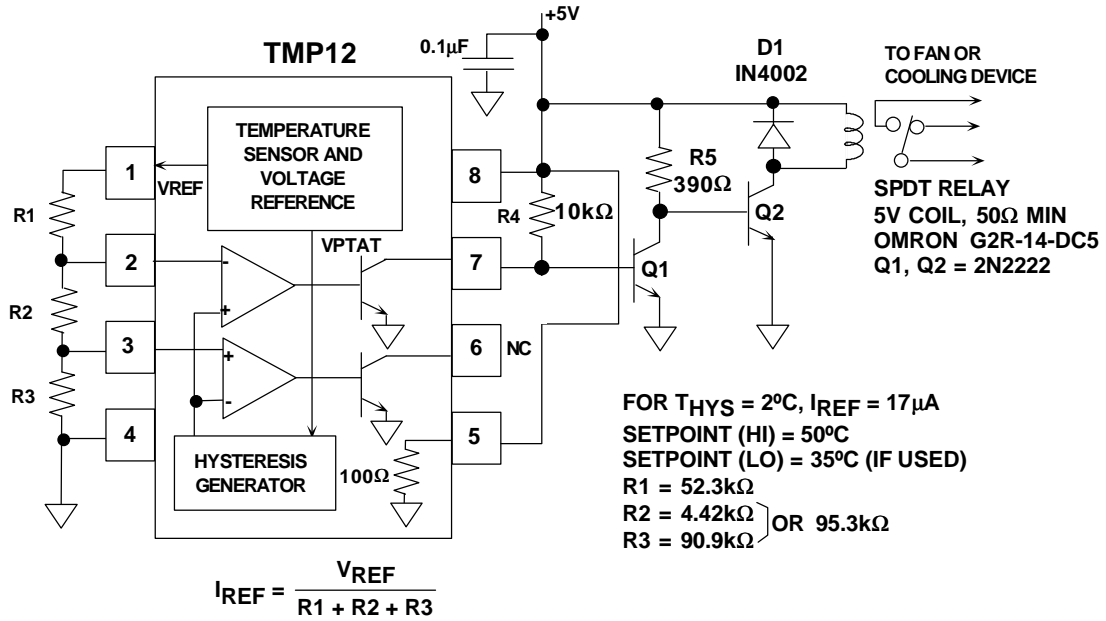 +5V
0.1μF
TMP12
D1
IN4002
TO FAN OR
COOLING DEVICE
TEMPERATURE
SENSOR AND
VOLTAGE
REFERENCE
1
VREF
8
R1
R5
390Ω
R4
10kΩ
Q2
SPDT RELAY
5V COIL, 50Ω MIN
OMRON G2R-14-DC5
Q1, Q2 = 2N2222
VPTAT
2
-
7
Q1
R2
+
3
+
6
NC
-
R3
4
5
HYSTERESIS
GENERATOR
100Ω
FOR THYS = 2ºC, IREF = 17μA
SETPOINT (HI) = 50ºC
SETPOINT (LO) = 35ºC (IF USED)
R1 = 52.3kΩ
R2 = 4.42kΩ
OR 95.3kΩ
R3 = 90.9kΩ
IREF = VREF
R1 + R2 + R3